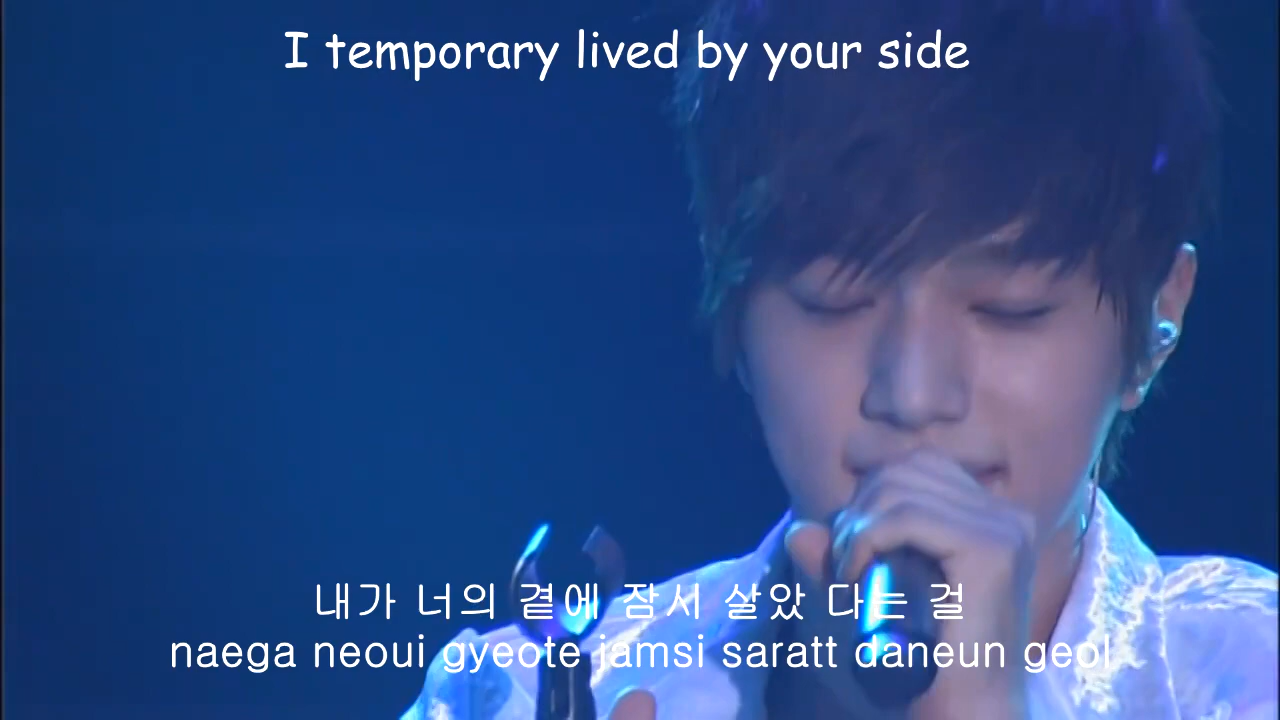 I temporary lived by your side
내가 너의 곁에 잠시 살았 다는 걸
naega neoui gyeote jamsi saratt daneun geol